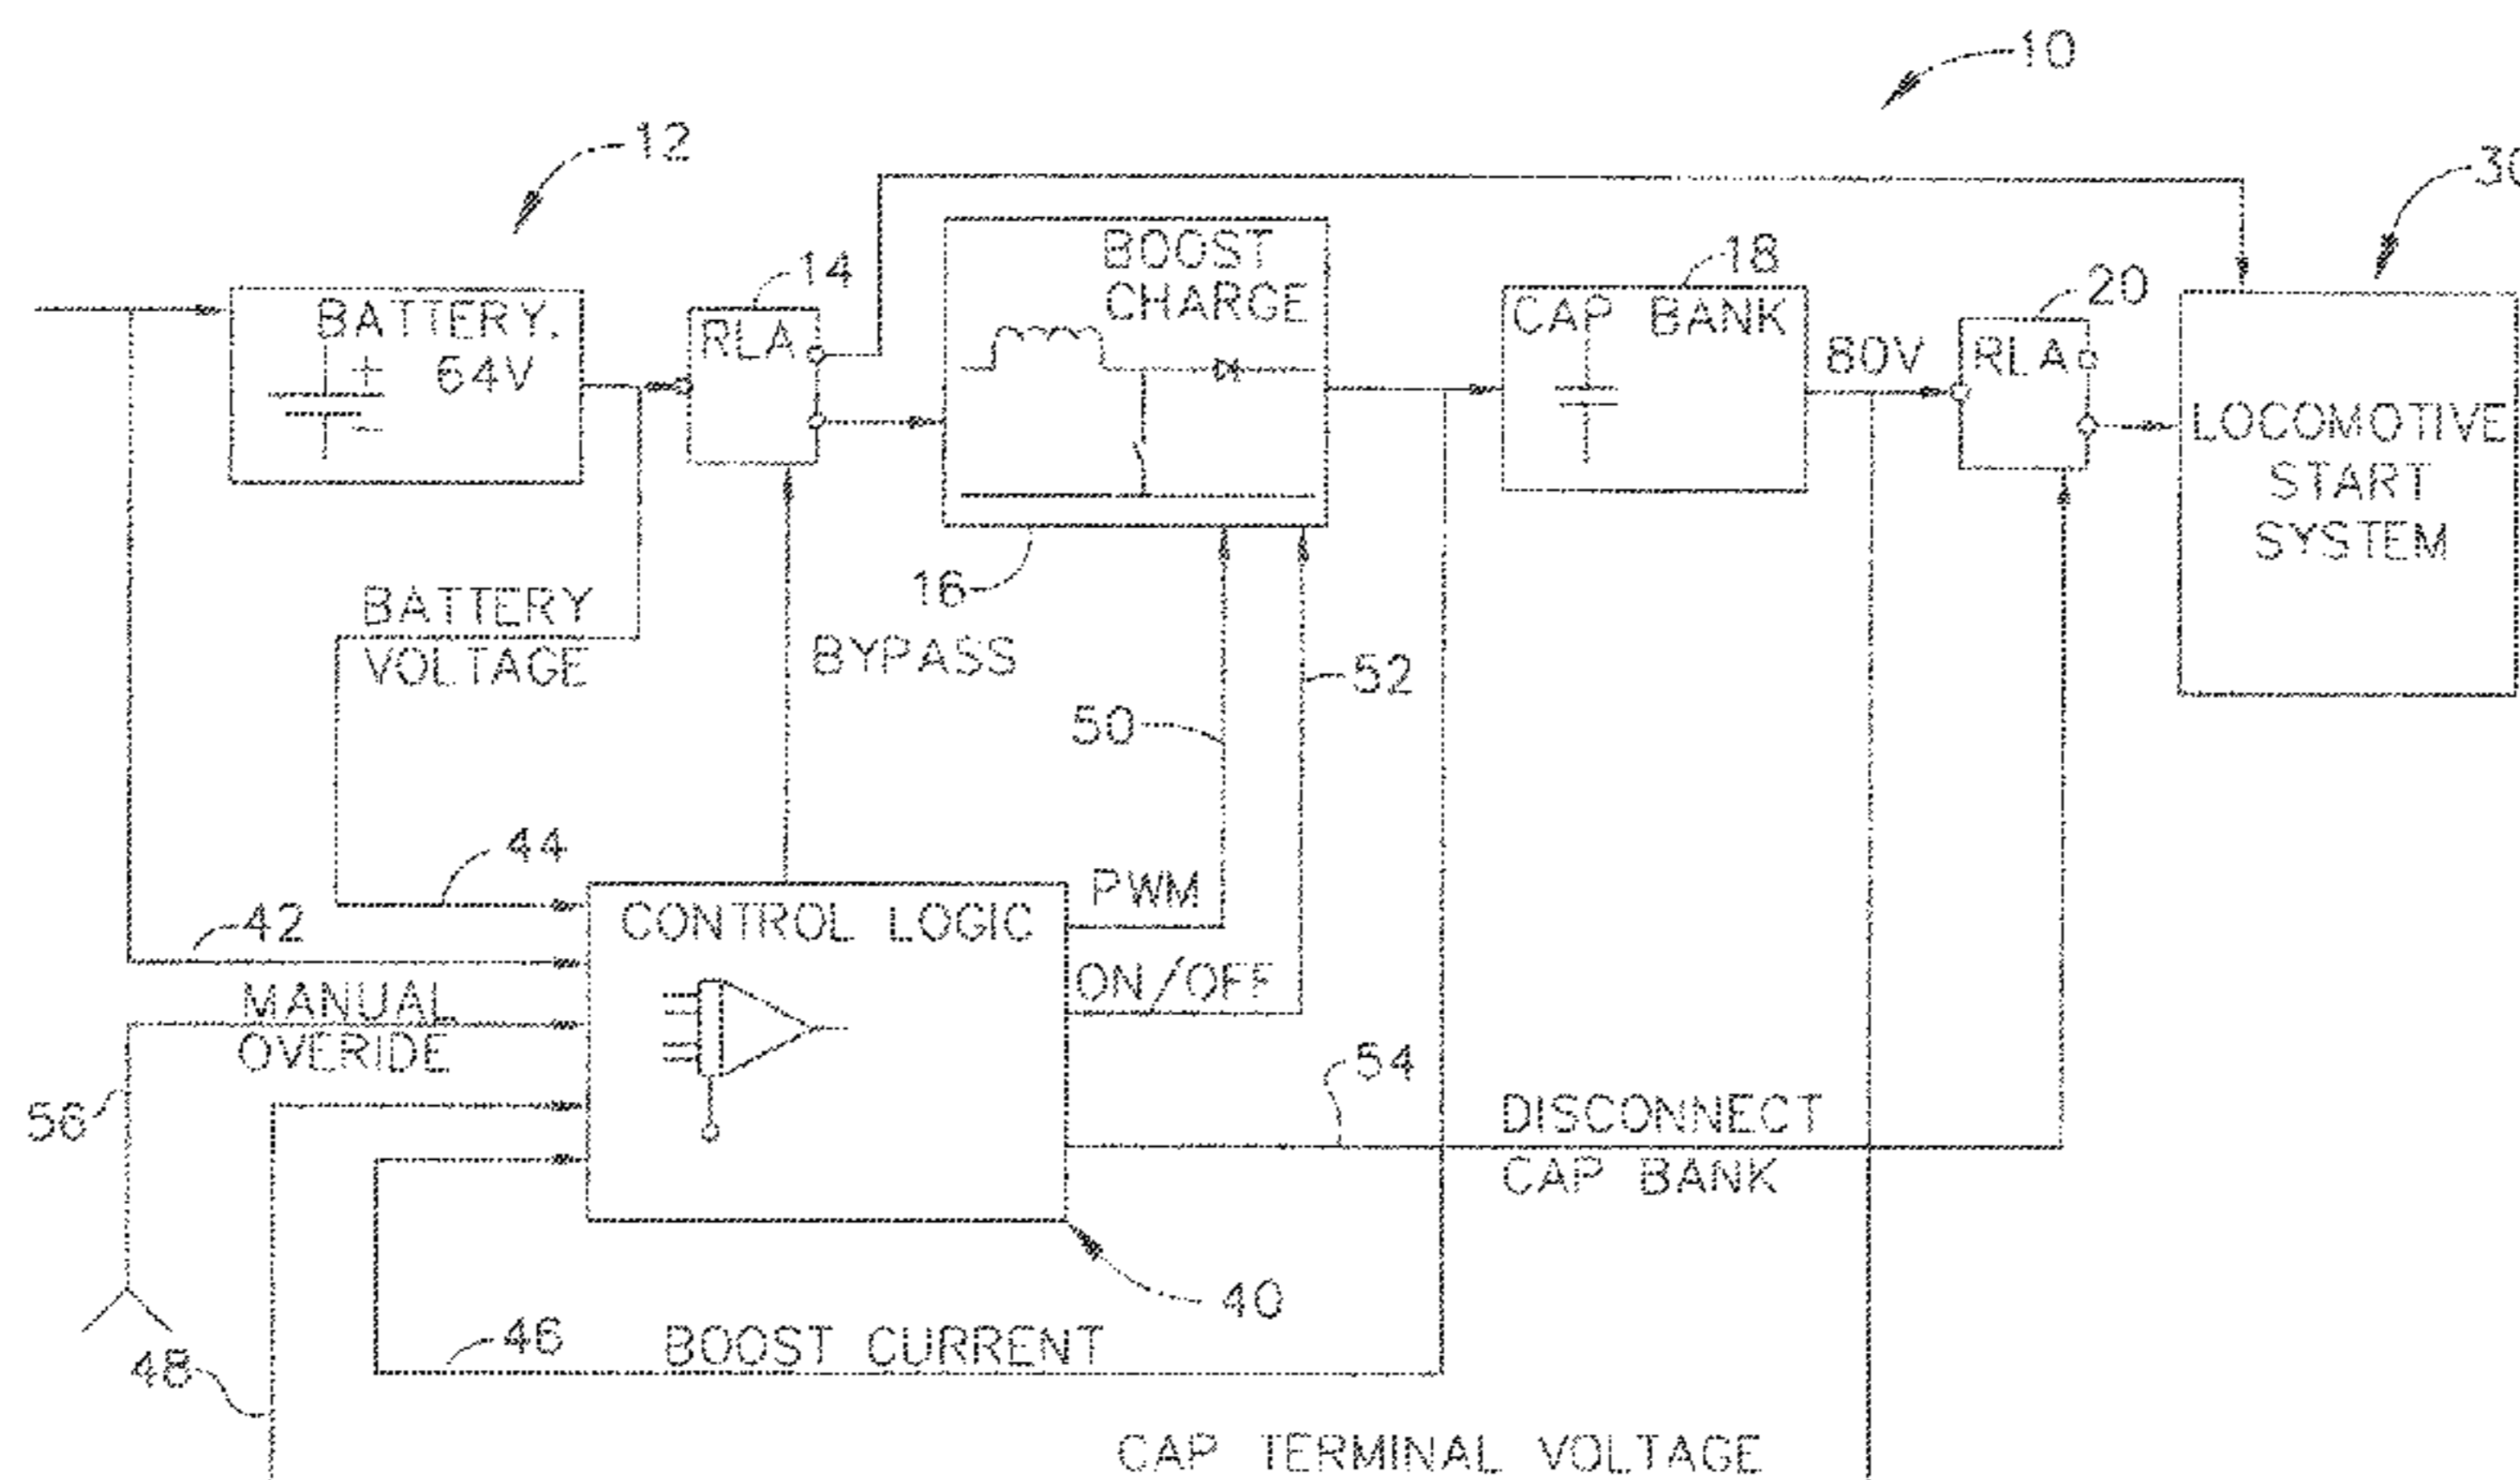 10
12
30
BOOST
CHARGE
14
18
20
BATTERY,
64V
+
-
RLA
CAP BANK
80V
RLA
LOCOMOTIVE
START
SYSTEM
16
BATTERY
VOLTAGE
BYPASS
52
50
44
PWM
42
CONTROL LOGIC
ON/OFF
MANUAL
OVERIDE
54
56
DISCONNECT
CAP BANK
40
46
BOOST CURRENT
48
CAP TERMINAL VOLTAGE